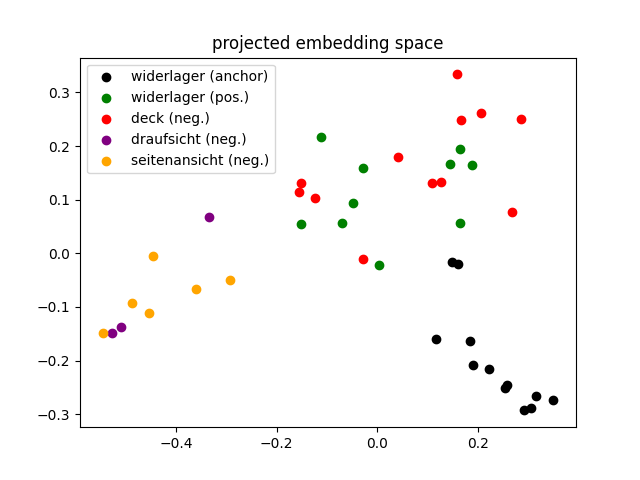 projected embedding space
widerlager (anchor)
widerlager (pos.)
deck (neg.)
draufsicht (neg.)
seitenansicht (neg.)
0.3
0.2
0.1
0.0
−0.1
−0.2
−0.3
−0.4
−0.2
0.0
0.2